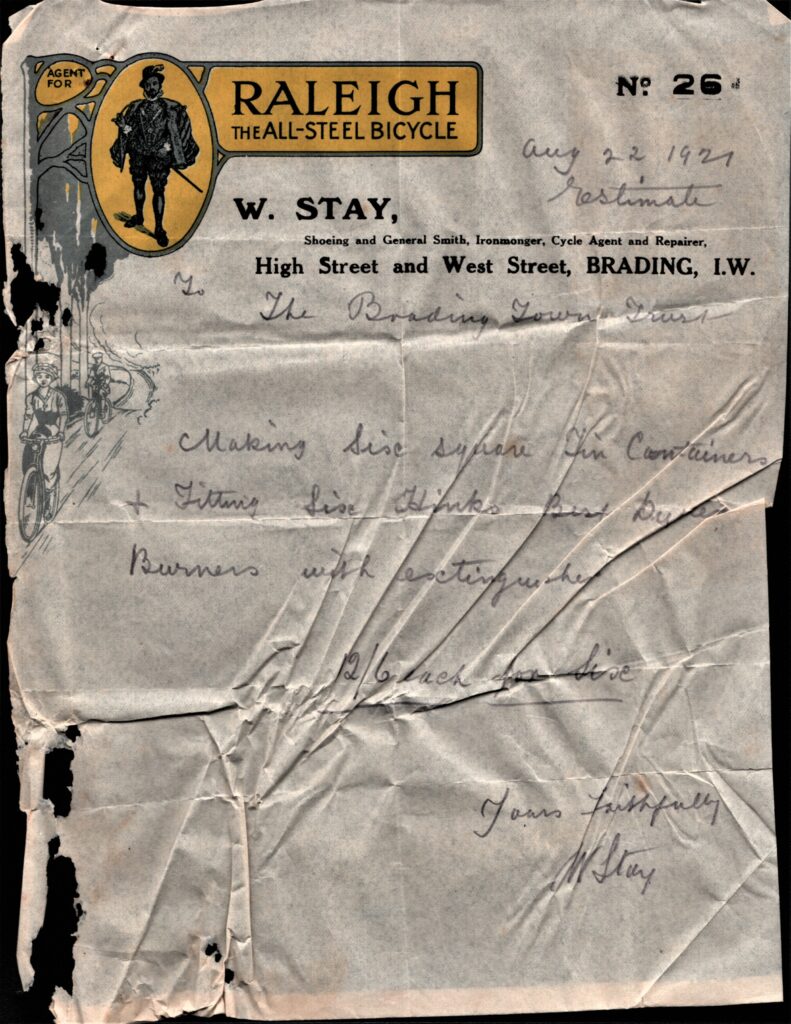 AGENT
FOR
RALEIGH
THE ALL-STEEL BICYCLE
No. 26
Aug 22 1921
Estimate
W. STAY,
Shoeing and General Smith, Ironmonger, Cycle Agent and Repairer,
High Street and West Street, BRADING, I.W.
To The Brading Town Trust
Making Six square Tin Containers
+ Fitting Six Hinks Best Duplex
Burners with extinguisher
12/6 each for Six
Yours faithfully
W Stay